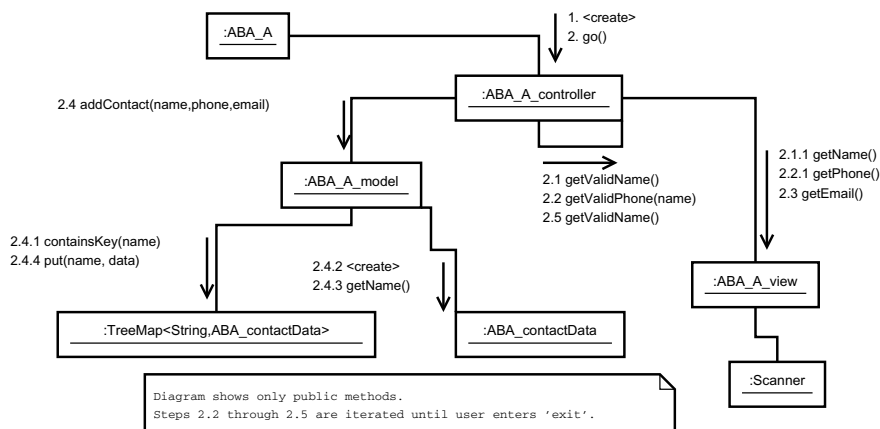 :ABA_A
1. <create>
2. go()
:ABA_A_controller
2.4 addContact(name,phone,email)
:ABA_A_model
2.1 getValidName()
2.2 getValidPhone(name)
2.5 getValidName()
2.1.1 getName()
2.2.1 getPhone()
2.3 getEmail()
2.4.1 containsKey(name)
2.4.4 put(name, data)
2.4.2 <create>
2.4.3 getName()
:ABA_A_view
:TreeMap<String,ABA_contactData>
:ABA_contactData
:Scanner
Diagram shows only public methods.
Steps 2.2 through 2.5 are iterated until user enters ’exit’.